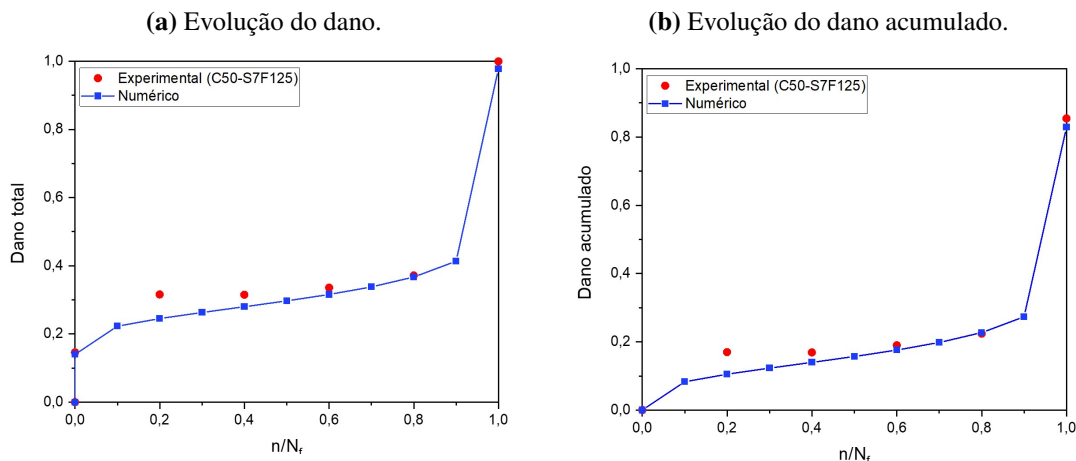 (a) Evolução do dano.
1,0
0,8
0,6
0,4
0,2
0,0
Dano total
Experimental (C50-S7F125)
Numérico
0,0 0,2 0,4 0,6 0,8 1,0
n/Nf
(b) Evolução do dano acumulado.
1,0
0,8
0,6
0,4
0,2
0,0
Dano acumulado
Experimental (C50-S7F125)
Numérico
0,0 0,2 0,4 0,6 0,8 1,0
n/Nf